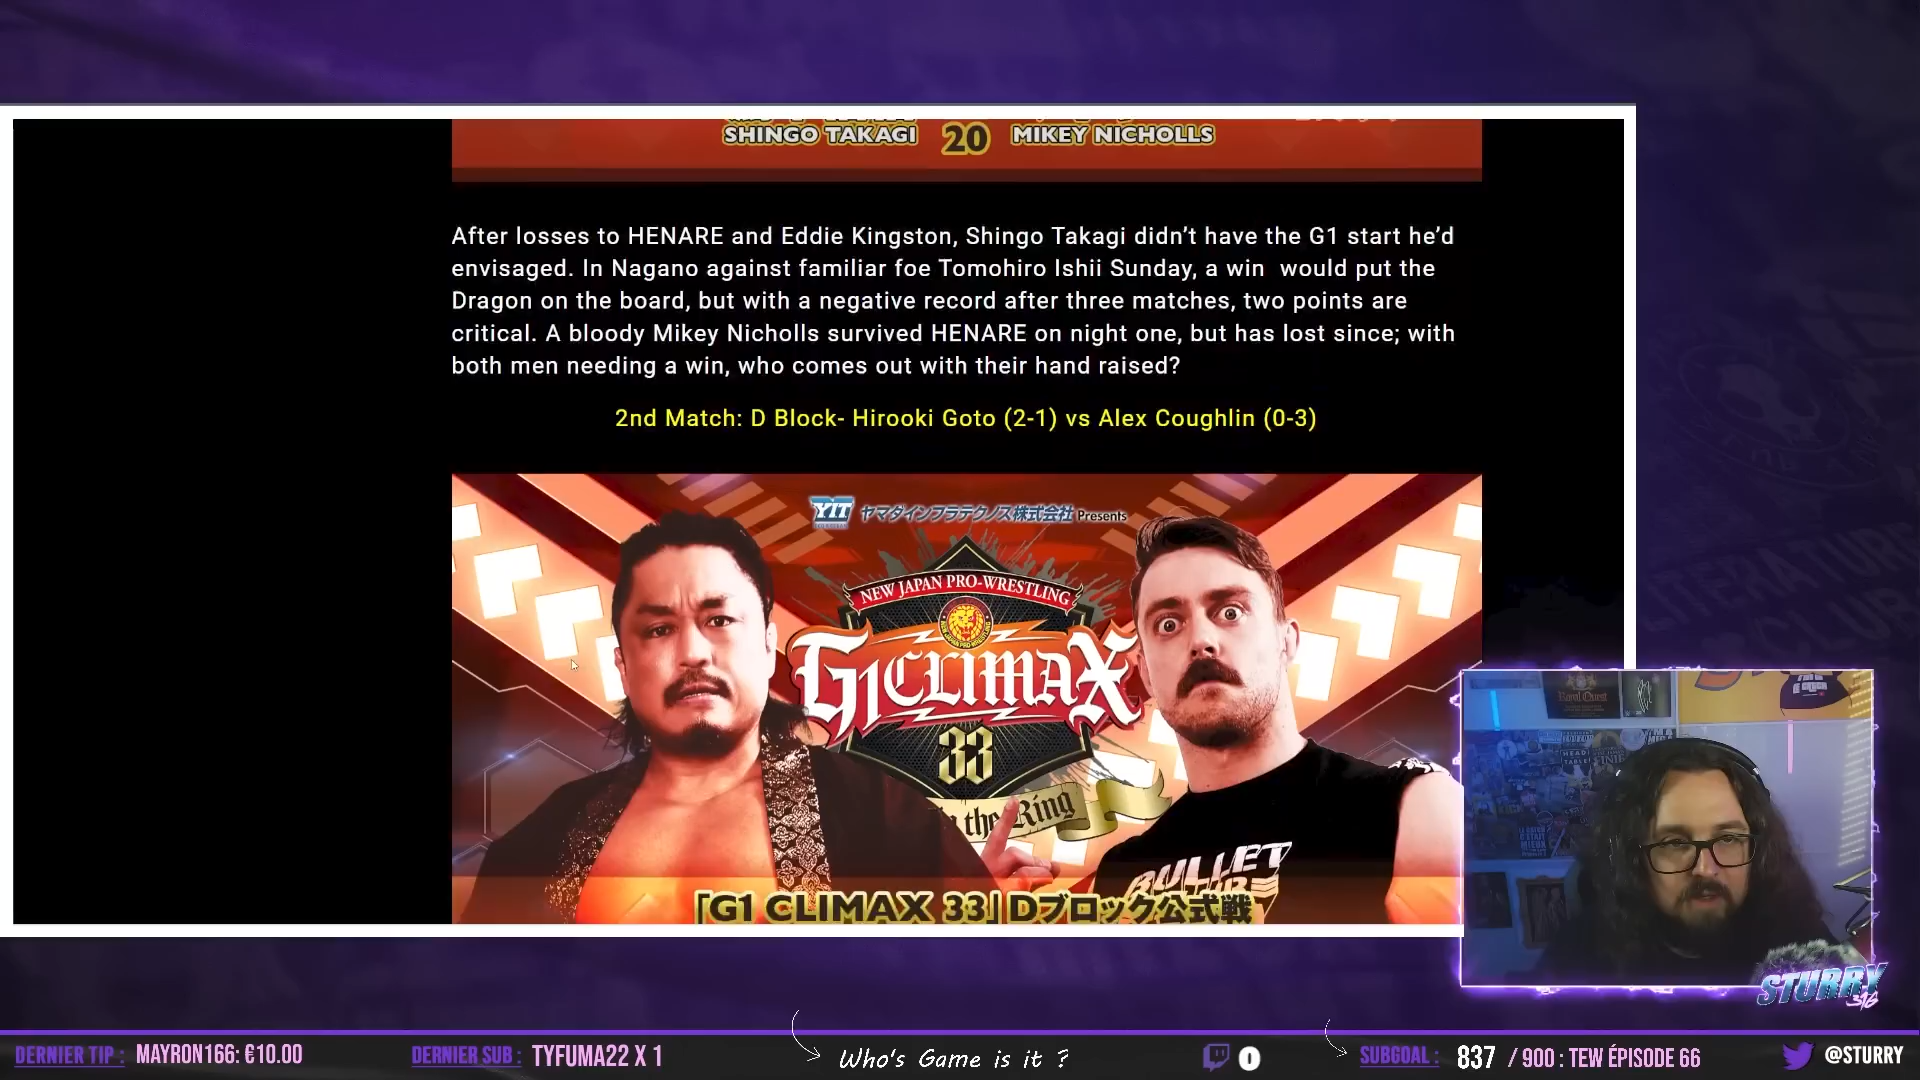 SHINGO TAKAGI 20 MIKEY NICHOLLS
After losses to HENARE and Eddie Kingston, Shingo Takagi didn’t have the G1 start he’d
envisaged. In Nagano against familiar foe Tomohiro Ishii Sunday, a win  would put the
Dragon on the board, but with a negative record after three matches, two points are
critical. A bloody Mikey Nicholls survived HENARE on night one, but has lost since; with
both men needing a win, who comes out with their hand raised?
2nd Match: D Block- Hirooki Goto (2-1) vs Alex Coughlin (0-3)
YIT ヤマダインフラテクノス株式会社 Presents
NEW JAPAN PRO-WRESTLING
G1 CLIMAX
33
the Ring
BULLET
「G1 CLIMAX 33」Dブロック公式戦
STURRY
316
DERNIER TIP : MAYRON166: €10.00
DERNIER SUB : TYFUMA22 X 1
Who's Game is it ?
0
SUBGOAL : 837 / 900 : TEW ÉPISODE 66
@STURRY